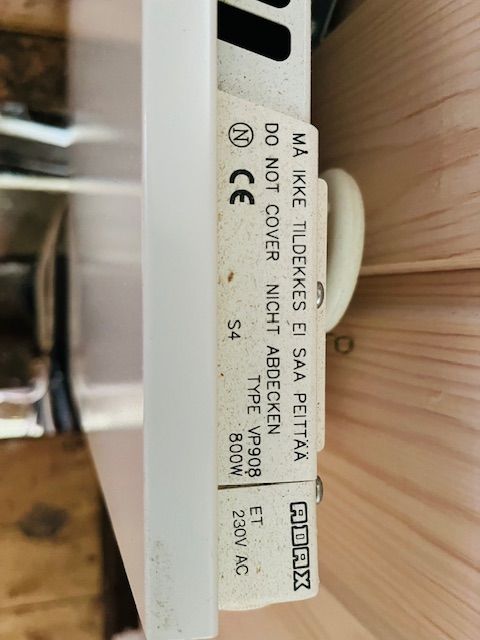 MÅ IKKE TILDEKKES EI SAA PEITTÄÄ
DO NOT COVER NICHT ABDECKEN
N CE S4 TYPE VP908
800W
ADAX
ET
230V AC